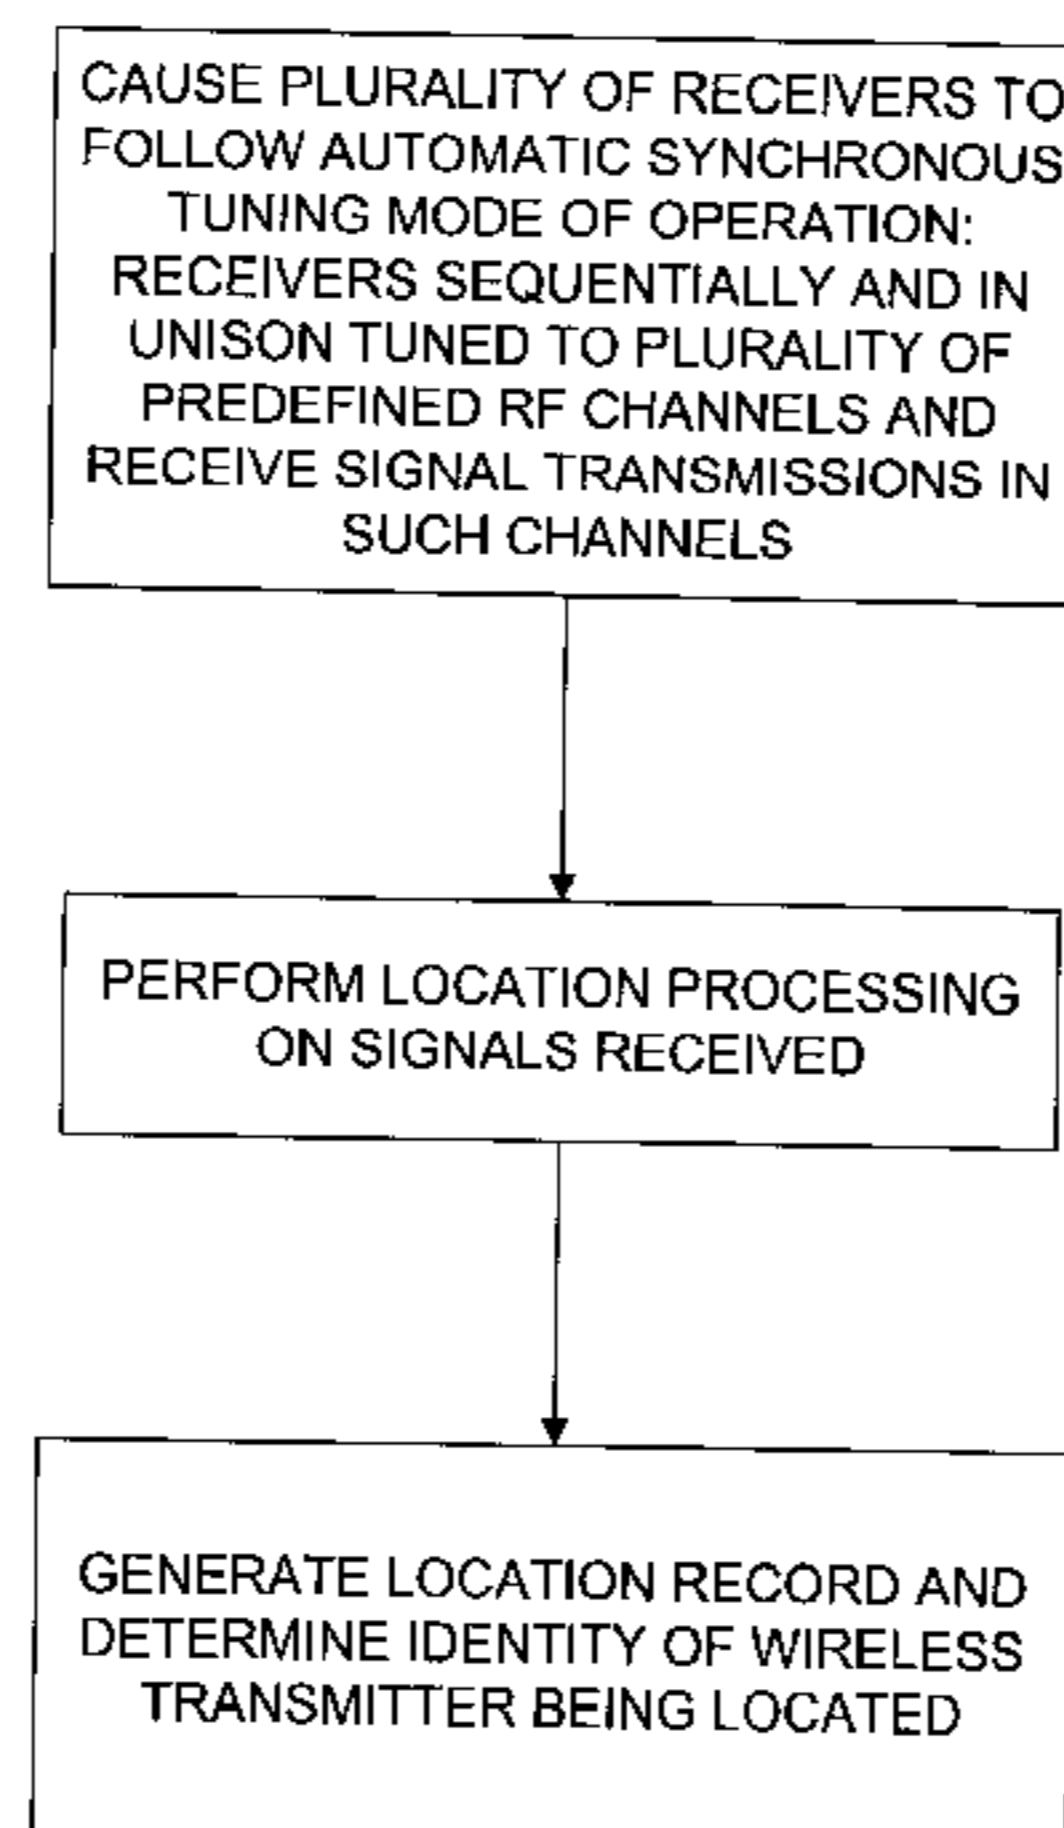 CAUSE PLURALITY OF RECEIVERS TO
FOLLOW AUTOMATIC SYNCHRONOUS
TUNING MODE OF OPERATION:
RECEIVERS SEQUENTIALLY AND IN
UNISON TUNED TO PLURALITY OF
PREDEFINED RF CHANNELS AND
RECEIVE SIGNAL TRANSMISSIONS IN
SUCH CHANNELS
PERFORM LOCATION PROCESSING
ON SIGNALS RECEIVED
GENERATE LOCATION RECORD AND
DETERMINE IDENTITY OF WIRELESS
TRANSMITTER BEING LOCATED